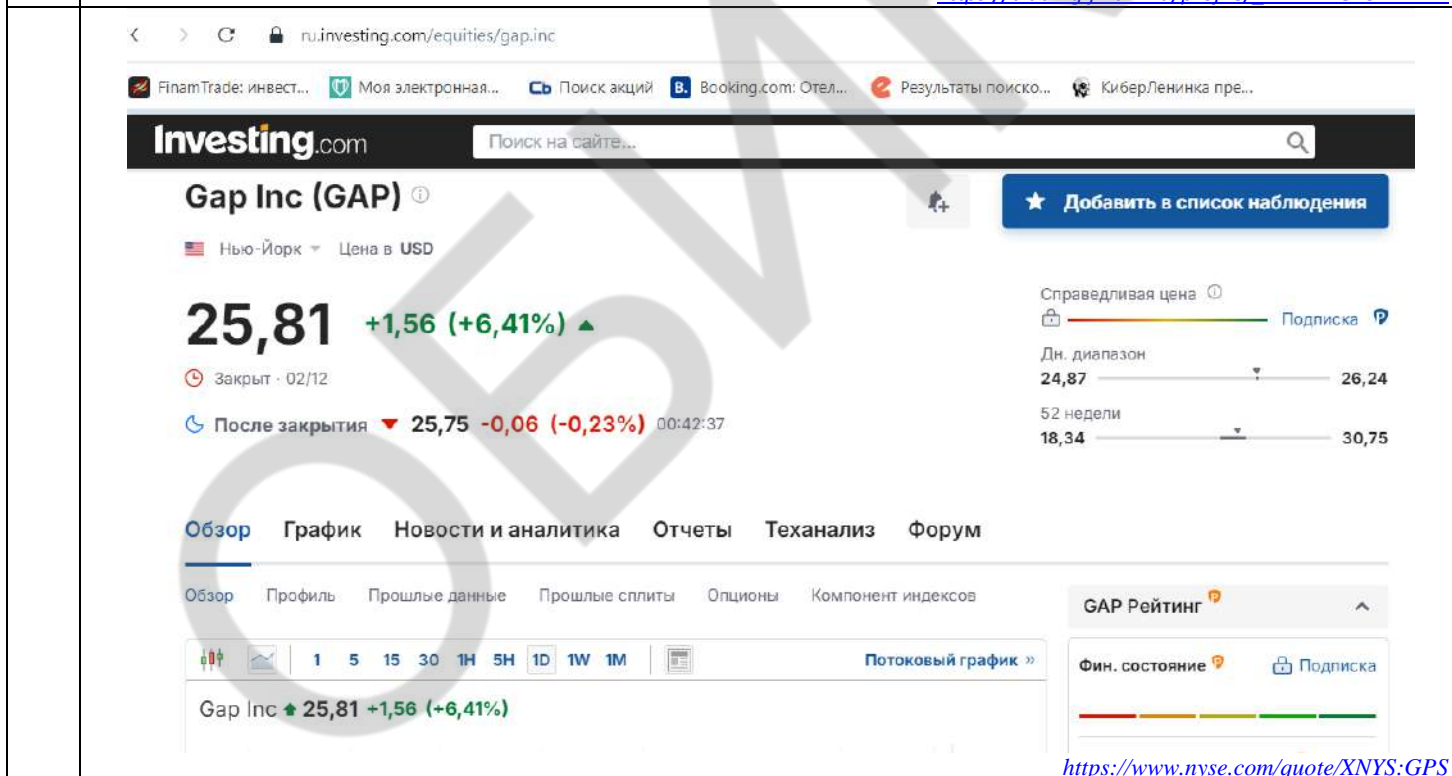 ru.investing.com/equities/gap.inc
FinamTrade: инвест... Моя электронная... Сb Поиск акций B. Booking.com: Отел... Результаты поиско... КиберЛенинка пре...
Investing.com Поиск на сайте...
Gap Inc (GAP)
Добавить в список наблюдения
Нью-Йорк Цена в USD
25,81 +1,56 (+6,41%)
Справедливая цена
Подписка
Закрыт · 02/12
Дн. диапазон
24,87 26,24
После закрытия 25,75 -0,06 (-0,23%) 00:42:37
52 недели
18,34 30,75
Обзор График Новости и аналитика Отчеты Теханализ Форум
Обзор Профиль Прошлые данные Прошлые сплиты Опционы Компонент индексов
GAP Рейтинг
1 5 15 30 1H 5H 1D 1W 1M Потоковый график »
Фин. состояние Подписка
Gap Inc 25,81 +1,56 (+6,41%)
https://www.nyse.com/quote/XNYS:GPS